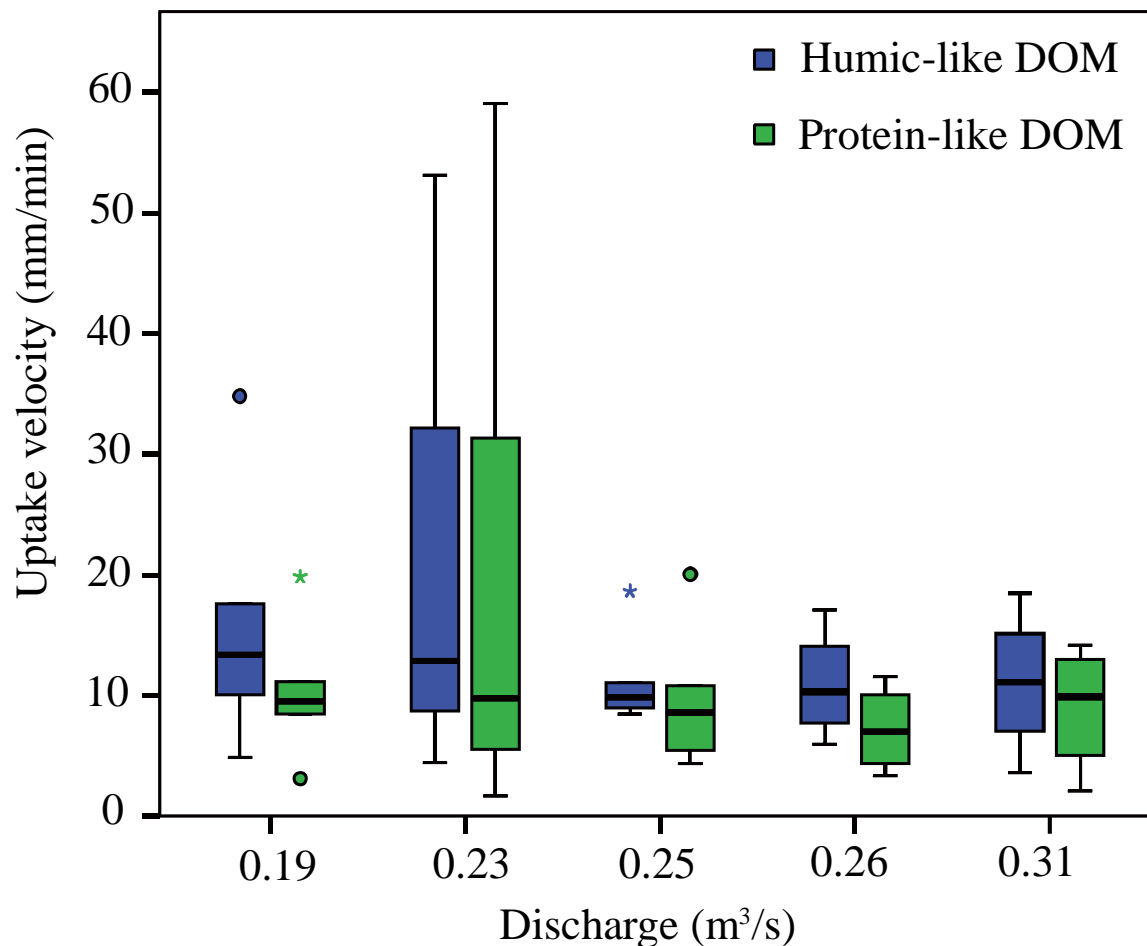 Humic-like DOM
Protein-like DOM
Uptake velocity (mm/min)
60
50
40
30
20
10
0
0.19 0.23 0.25 0.26 0.31
Discharge (m³/s)